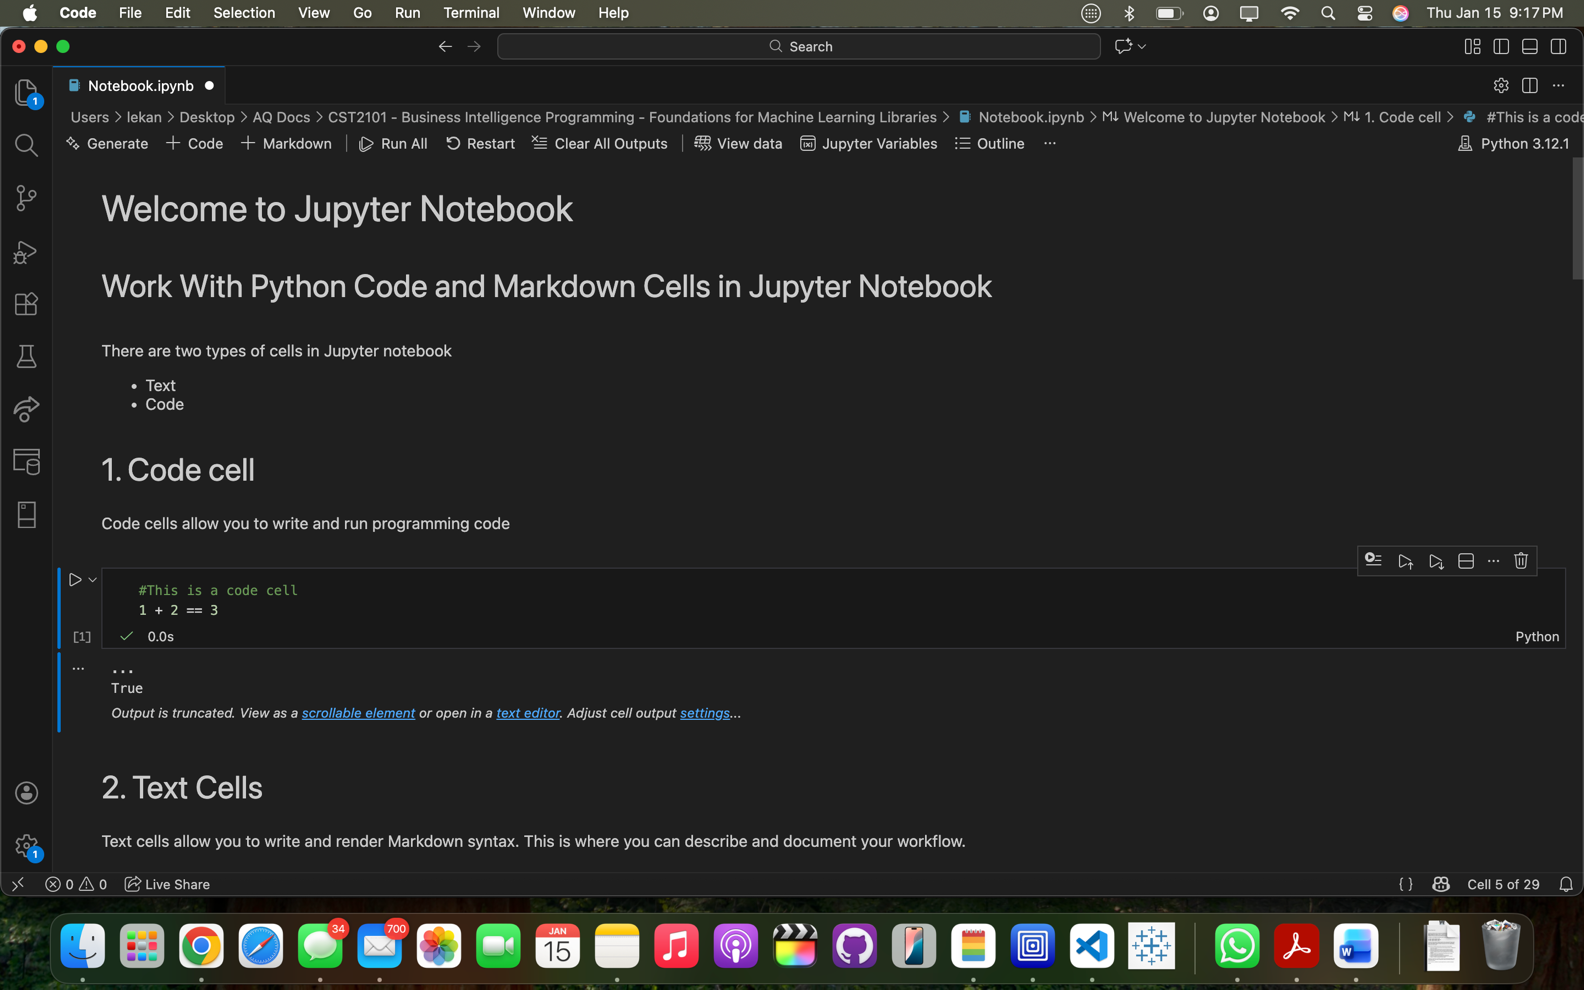 Code File Edit Selection View Go Run Terminal Window Help Thu Jan 15 9:17 PM
Search
Notebook.ipynb
1
Users > lekan > Desktop > AQ Docs > CST2101 - Business Intelligence Programming - Foundations for Machine Learning Libraries > Notebook.ipynb > M↓ Welcome to Jupyter Notebook > M↓ 1. Code cell > #This is a code
Generate + Code + Markdown Run All Restart Clear All Outputs View data Jupyter Variables Outline ... Python 3.12.1
Welcome to Jupyter Notebook
Work With Python Code and Markdown Cells in Jupyter Notebook
There are two types of cells in Jupyter notebook
• Text
• Code
1. Code cell
Code cells allow you to write and run programming code
#This is a code cell
1 + 2 == 3
[1] 0.0s Python
...
True
Output is truncated. View as a scrollable element or open in a text editor. Adjust cell output settings...
2. Text Cells
Text cells allow you to write and render Markdown syntax. This is where you can describe and document your workflow.
1
0 0 Live Share { } Cell 5 of 29
34 700
JAN
15
W